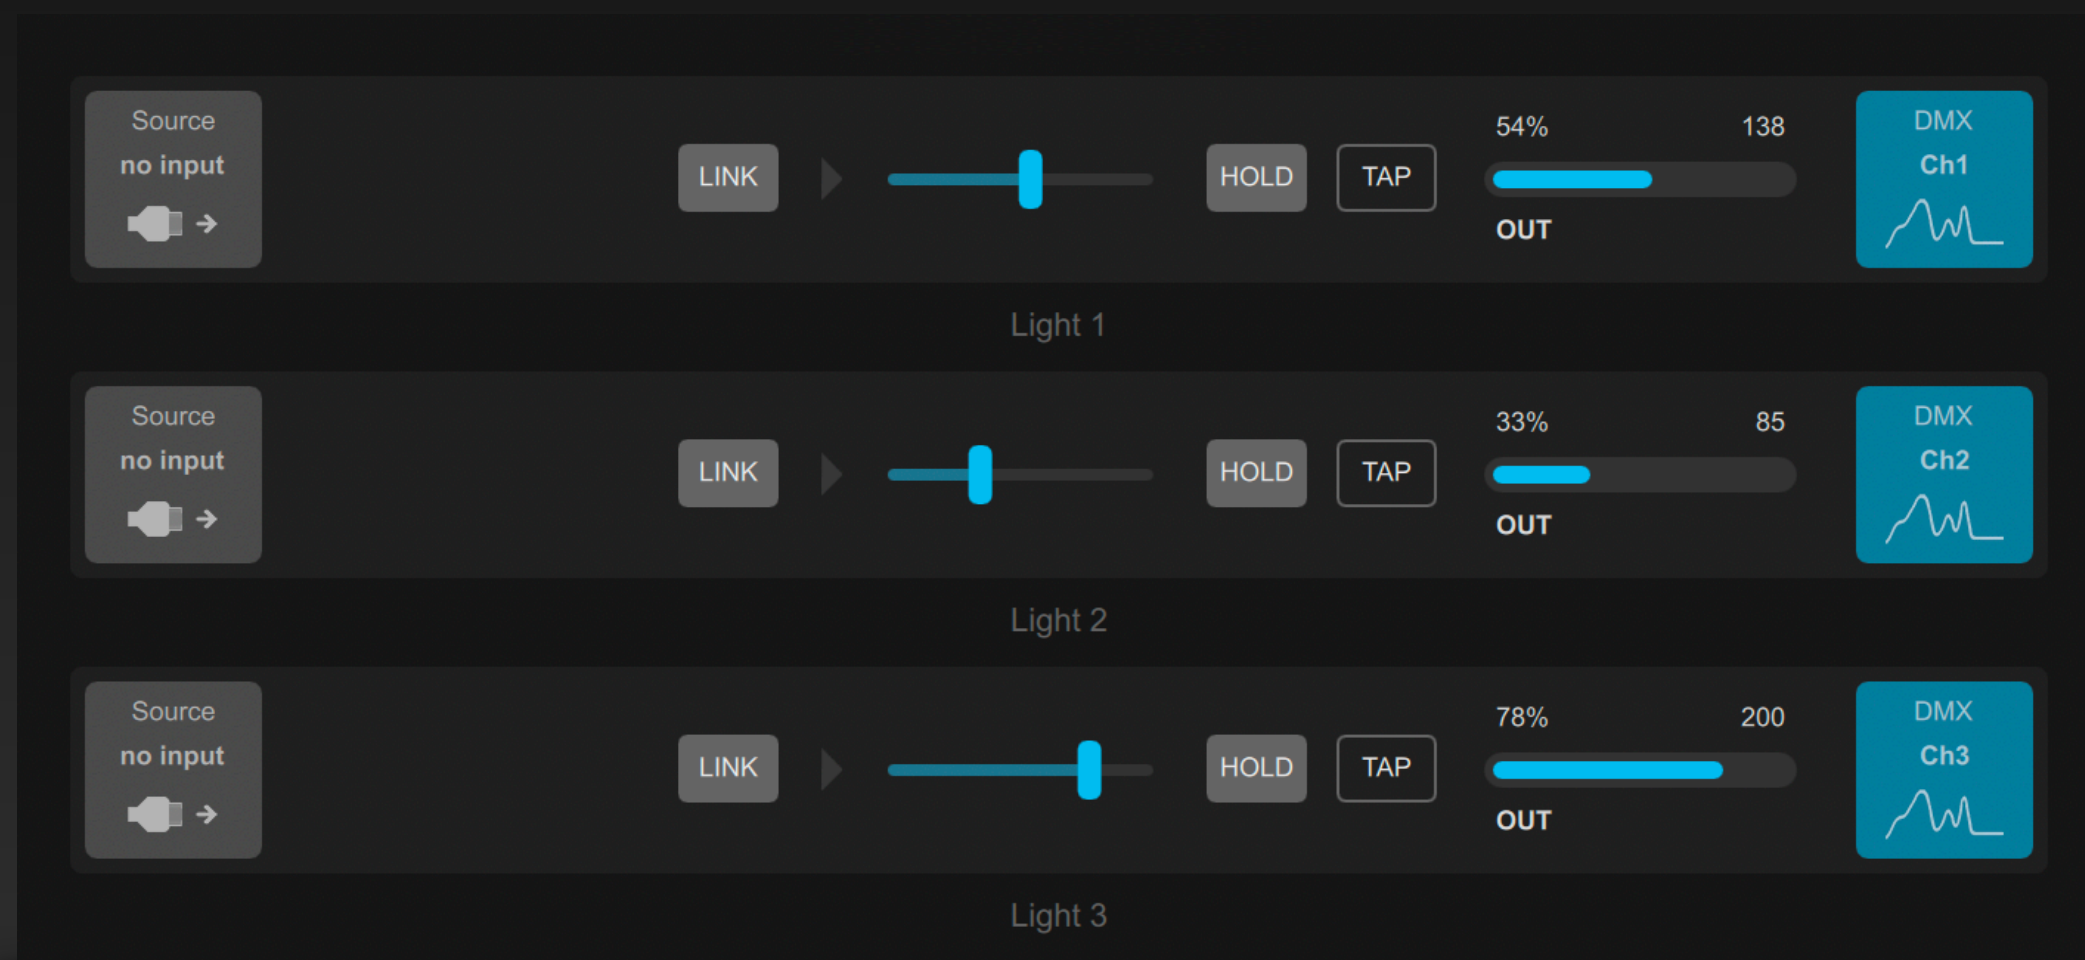 Source
no input
LINK
HOLD
TAP
54% 138
OUT
DMX
Ch1
Light 1
Source
no input
LINK
HOLD
TAP
33% 85
OUT
DMX
Ch2
Light 2
Source
no input
LINK
HOLD
TAP
78% 200
OUT
DMX
Ch3
Light 3